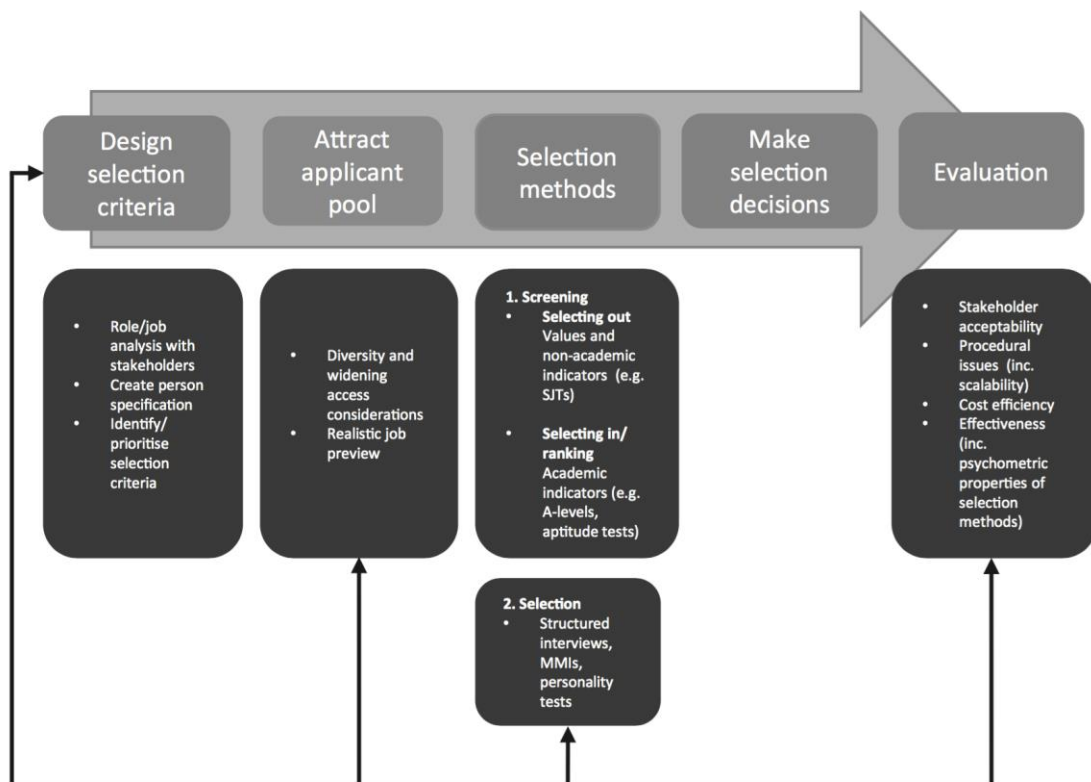 Design
selection
criteria
Attract
applicant
pool
Selection
methods
Make
selection
decisions
Evaluation
• Role/job
analysis with
stakeholders
• Create person
specification
• Identify/
prioritise
selection
criteria
• Diversity and
widening
access
considerations
• Realistic job
preview
1. Screening
• Selecting out
Values and
non-academic
indicators (e.g.
SJTs)
• Selecting in/
ranking
Academic
indicators (e.g.
A-levels,
aptitude tests)
2. Selection
• Structured
interviews,
MMIs,
personality
tests
• Stakeholder
acceptability
• Procedural
issues (inc.
scalability)
• Cost efficiency
• Effectiveness
(inc.
psychometric
properties of
selection
methods)